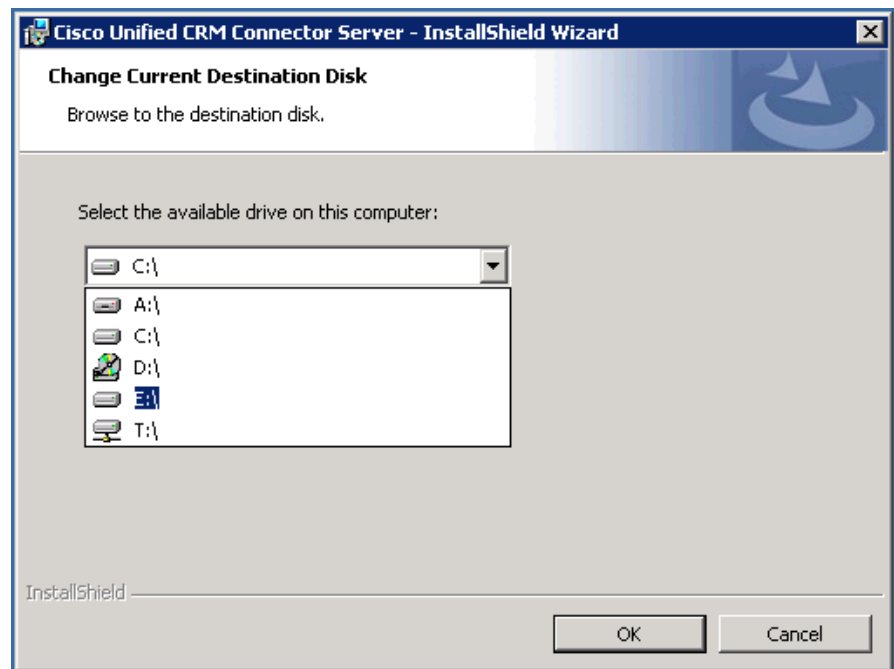 Cisco Unified CRM Connector Server - InstallShield Wizard
Change Current Destination Disk
Browse to the destination disk.
Select the available drive on this computer:
C:\
A:\
C:\
D:\
E:\
T:\
InstallShield
OK
Cancel